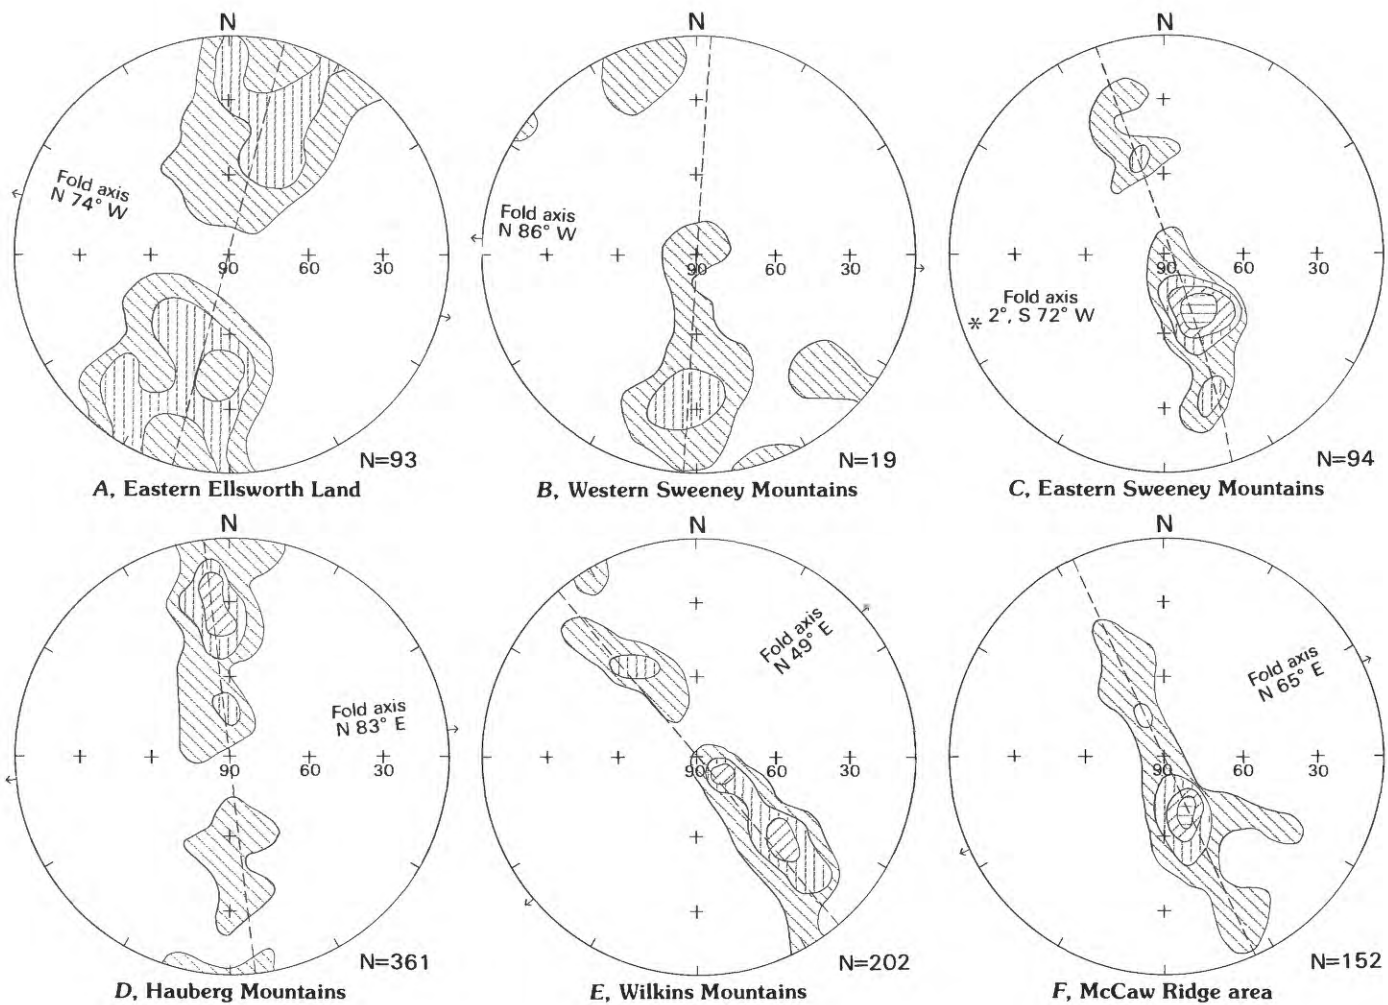 N
Fold axis
N 74° W
90 60 30
N=93
A, Eastern Ellsworth Land
N
Fold axis
N 86° W
90 60 30
N=19
B, Western Sweeney Mountains
N
Fold axis
2°, S 72° W
90 60 30
N=94
C, Eastern Sweeney Mountains
N
Fold axis
N 83° E
90 60 30
N=361
D, Hauberg Mountains
N
Fold axis
N 49° E
90 60 30
N=202
E, Wilkins Mountains
N
Fold axis
N 65° E
90 60 30
N=152
F, McCaw Ridge area